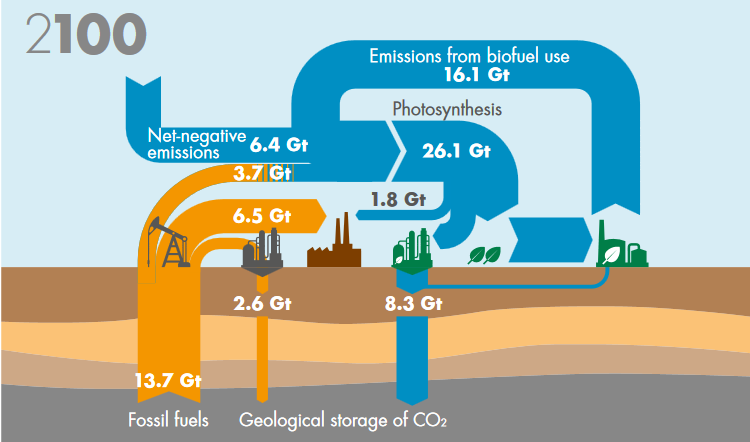 2100
Emissions from biofuel use
16.1 Gt
Photosynthesis
Net-negative
emissions
6.4 Gt
26.1 Gt
3.7 Gt
1.8 Gt
6.5 Gt
2.6 Gt
8.3 Gt
13.7 Gt
Fossil fuels
Geological storage of CO₂